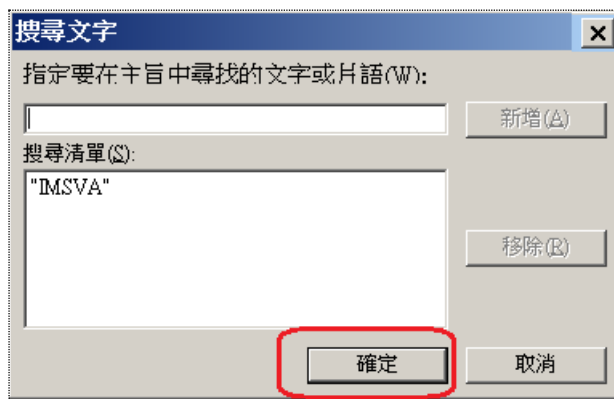 搜尋文字
指定要在主旨中尋找的文字或片語(W):
新增(A)
搜尋清單(S):
"IMSVA"
移除(R)
確定
取消